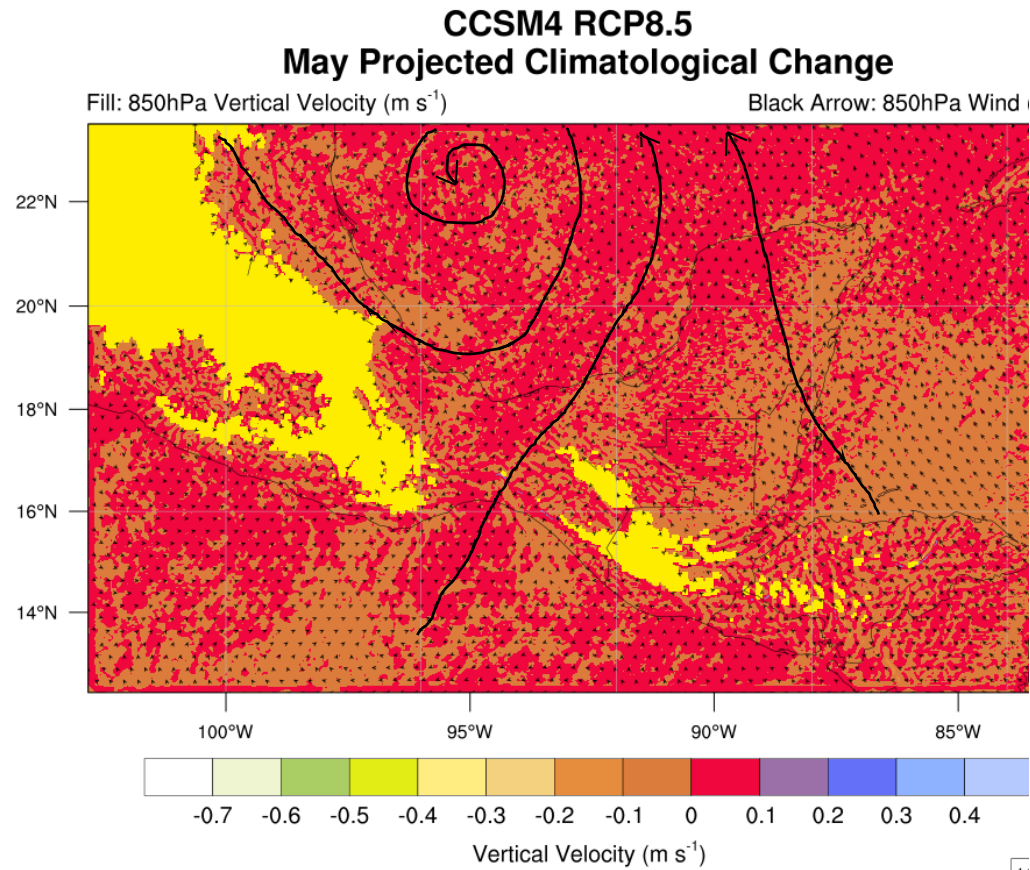 CCSM4 RCP8.5
May Projected Climatological Change
Fill: 850hPa Vertical Velocity (m s⁻¹) Black Arrow: 850hPa Wind (
22°N
20°N
18°N
16°N
14°N
100°W 95°W 90°W 85°W
-0.7 -0.6 -0.5 -0.4 -0.3 -0.2 -0.1 0 0.1 0.2 0.3 0.4
Vertical Velocity (m s⁻¹)